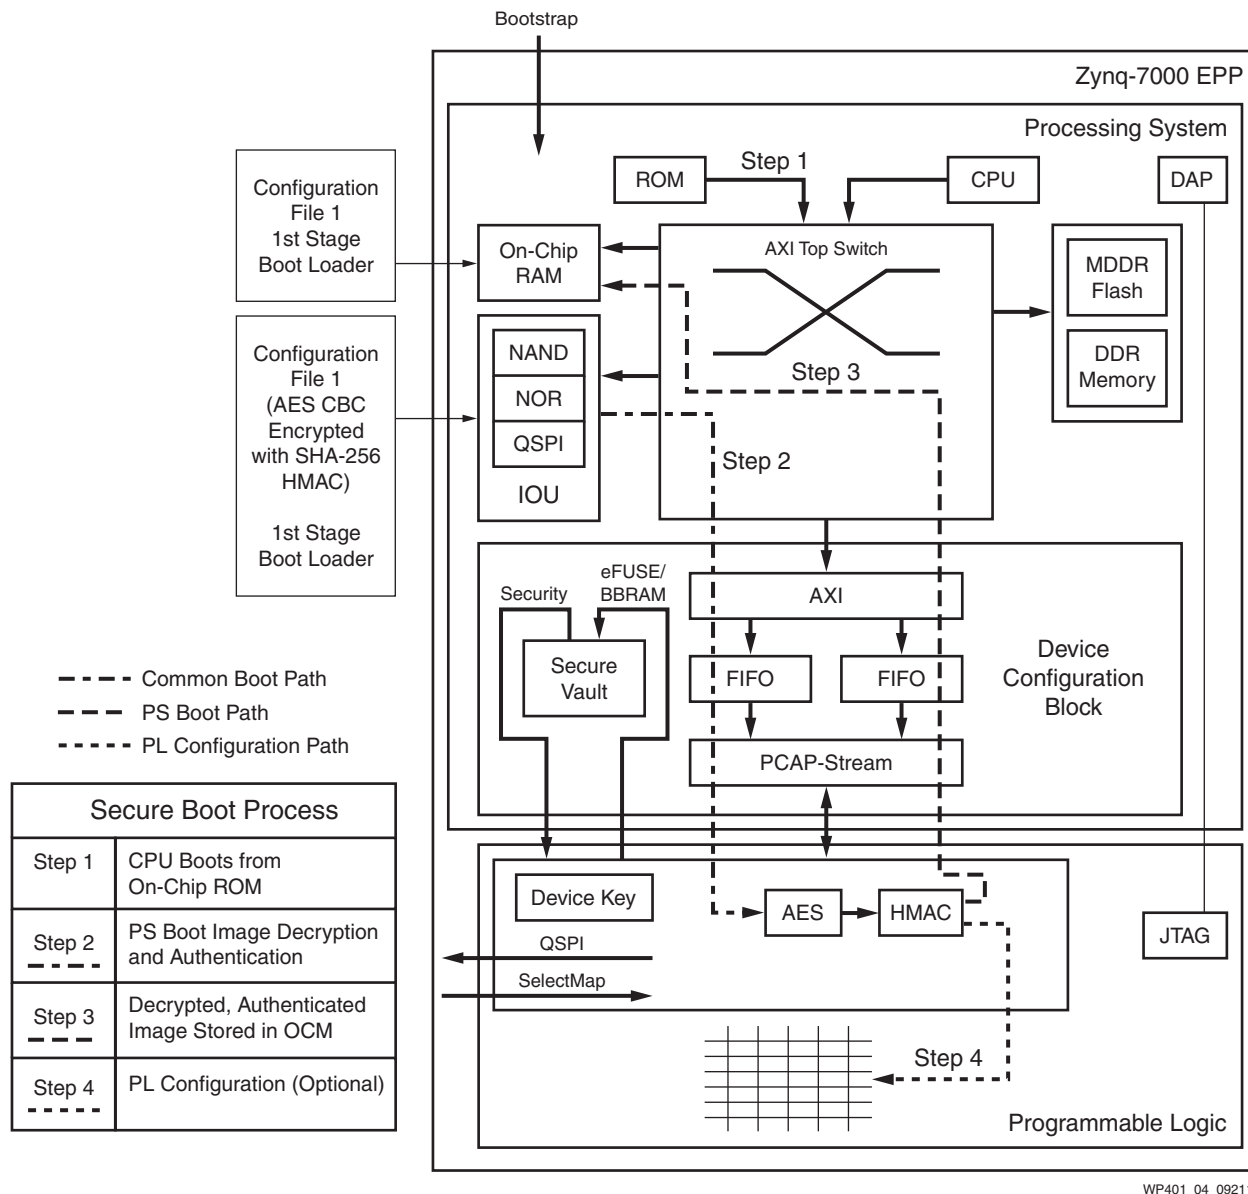 Bootstrap
Zynq-7000 EPP
Processing System
Configuration
File 1
1st Stage
Boot Loader
ROM
Step 1
CPU
DAP
On-Chip
RAM
AXI Top Switch
MDDR
Flash
DDR
Memory
Configuration
File 1
(AES CBC
Encrypted
with SHA-256
HMAC)
1st Stage
Boot Loader
NAND
NOR
QSPI
IOU
Step 3
Step 2
Security
eFUSE/
BBRAM
Secure
Vault
AXI
FIFO
FIFO
PCAP-Stream
Device
Configuration
Block
Common Boot Path
PS Boot Path
PL Configuration Path
Secure Boot Process
Step 1
CPU Boots from
On-Chip ROM
Step 2
PS Boot Image Decryption
and Authentication
Step 3
Decrypted, Authenticated
Image Stored in OCM
Step 4
PL Configuration (Optional)
Device Key
AES
HMAC
JTAG
QSPI
SelectMap
Step 4
Programmable Logic